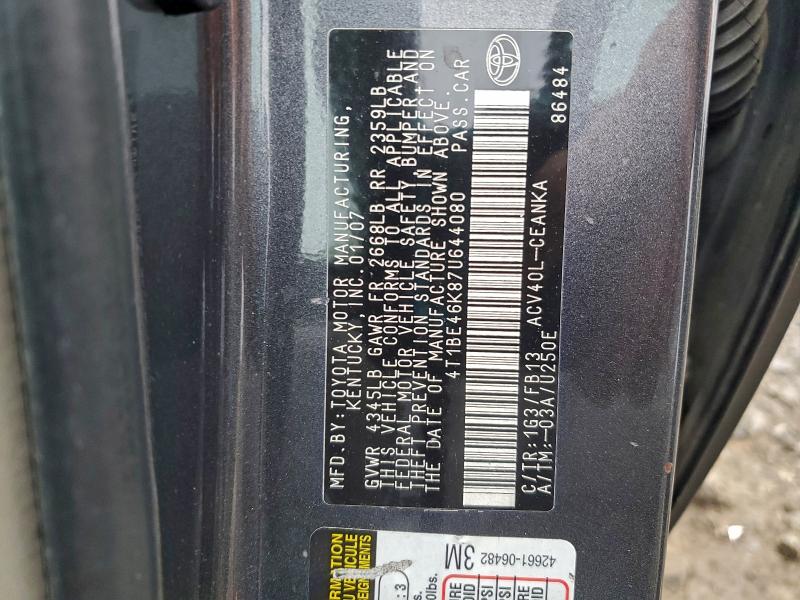 MFD.BY:TOYOTA MOTOR MANUFACTURING,
KENTUCKY, INC. 01/07
GVWR 4345LB GAWR FR 2668LB RR 2359LB
THIS VEHICLE CONFORMS TO ALL APPLICABLE
FEDERAL MOTOR VEHICLE SAFETY, BUMPER, AND
THEFT PREVENTION STANDARDS IN EFFECT ON
THE DATE OF MANUFACTURE SHOWN ABOVE.
4T1BE46K87U644080 PASS.CAR
C/TR:1G3/FB13 ACV40L-CEANKA
A/TM:-03A/U250E
86484
42661-06482
3M